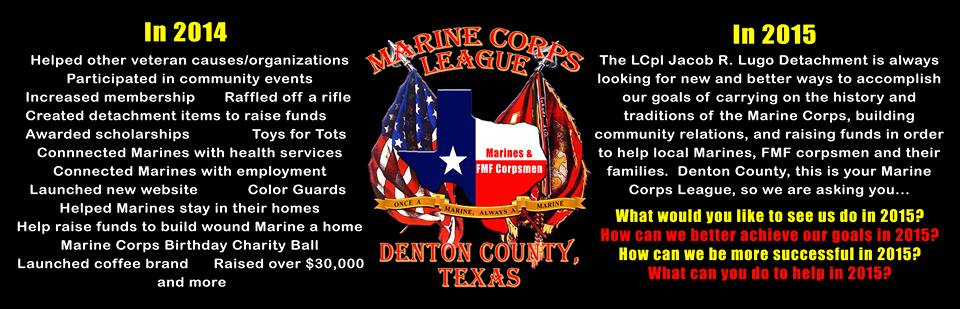 In 2014
Helped other veteran causes/organizations
Participated in community events
Increased membership Raffled off a rifle
Created detachment items to raise funds
Awarded scholarships Toys for Tots
Connnected Marines with health services
Connected Marines with employment
Launched new website Color Guards
Helped Marines stay in their homes
Help raise funds to build wound Marine a home
Marine Corps Birthday Charity Ball
Launched coffee brand Raised over $30,000
and more
MARINE CORPS
LEAGUE
Marines &
FMF Corpsmen
ONCE A MARINE, ALWAYS A MARINE
DENTON COUNTY,
TEXAS
In 2015
The LCpl Jacob R. Lugo Detachment is always
looking for new and better ways to accomplish
our goals of carrying on the history and
traditions of the Marine Corps, building
community relations, and raising funds in order
to help local Marines, FMF corpsmen and their
families. Denton County, this is your Marine
Corps League, so we are asking you...
What would you like to see us do in 2015?
How can we better achieve our goals in 2015?
How can we be more successful in 2015?
What can you do to help in 2015?